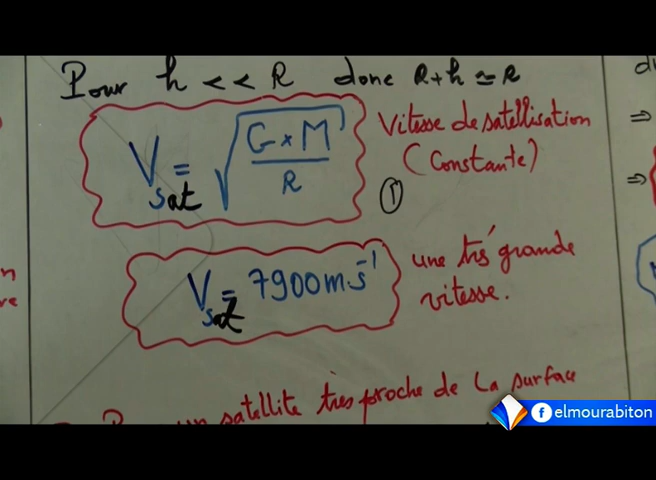 Pour h << R donc R+h ≃ R
Vsat = √(G×M / R)
Vitesse de satellisation
(Constante)
①
Vsat = 7900 m s⁻¹
une très grande
vitesse.
un satellite très proche de la surface
elmourabiton